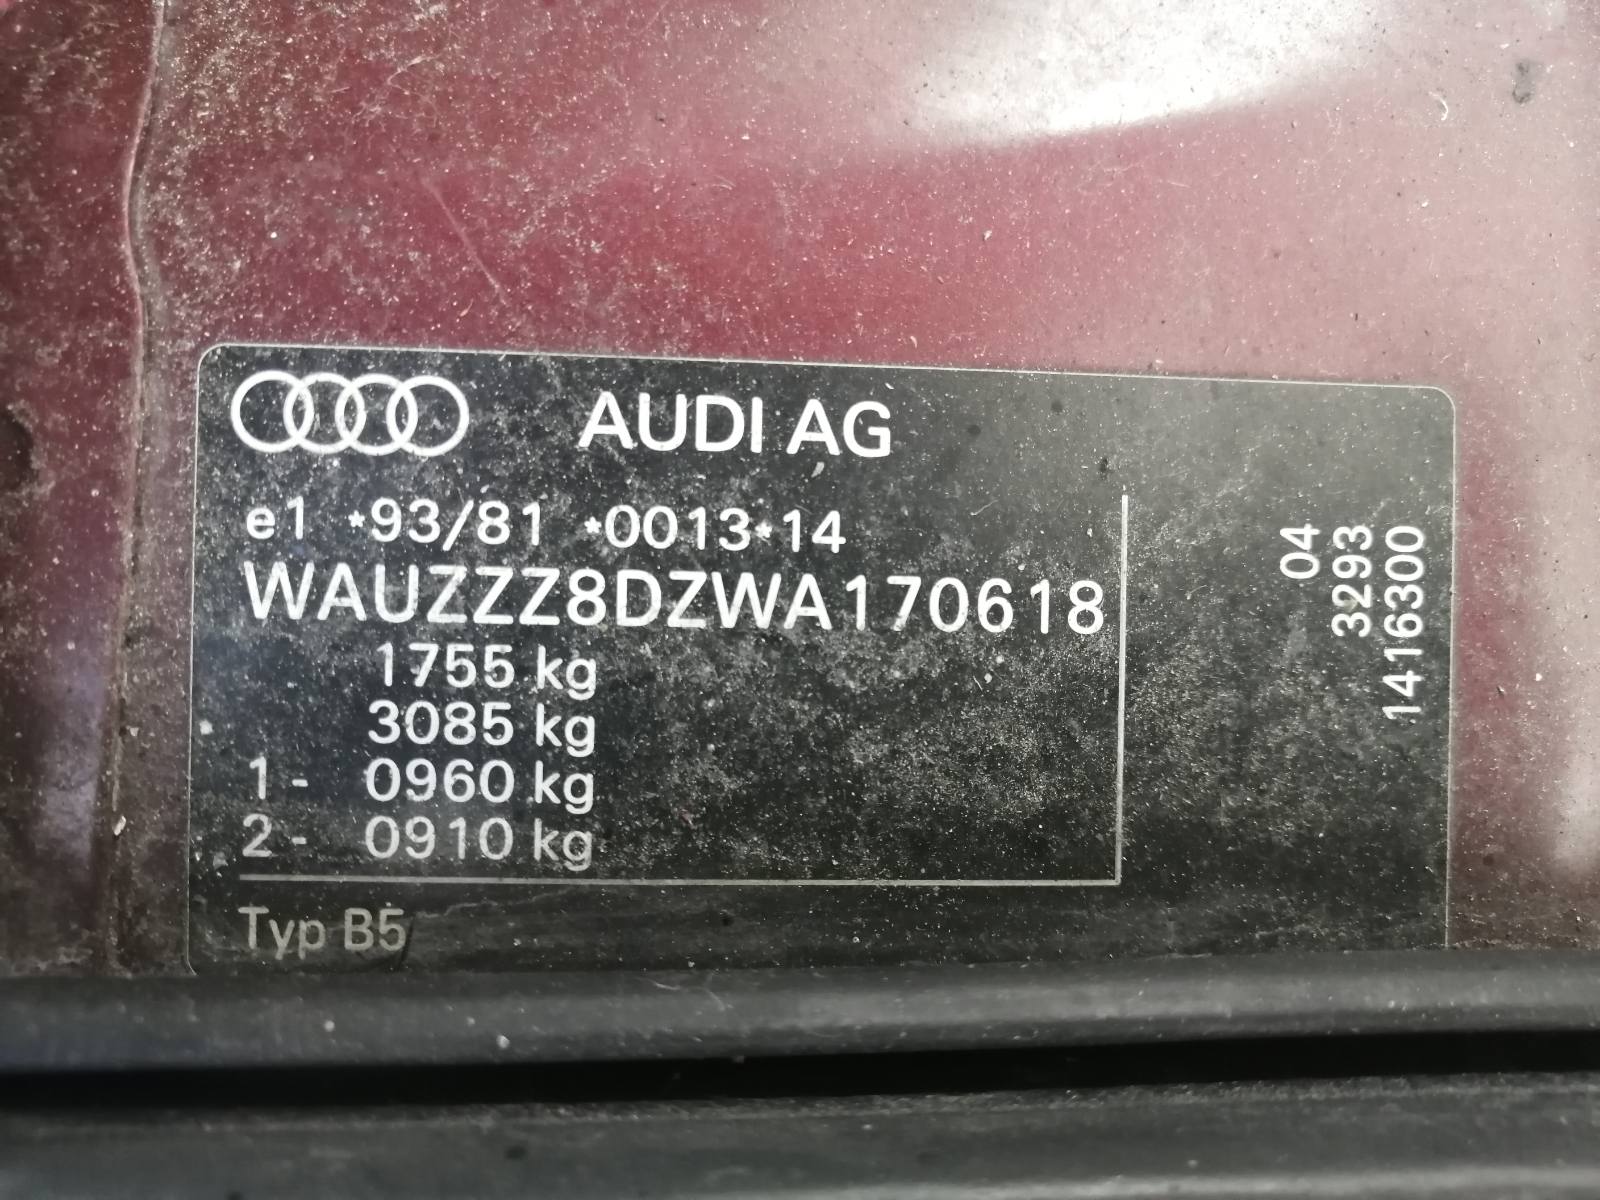 AUDI AG
e1 *93/81 *0013*14
WAUZZZ8DZWA170618
1755 kg
3085 kg
1- 0960 kg
2- 0910 kg
Typ B5
04
3293
1416300